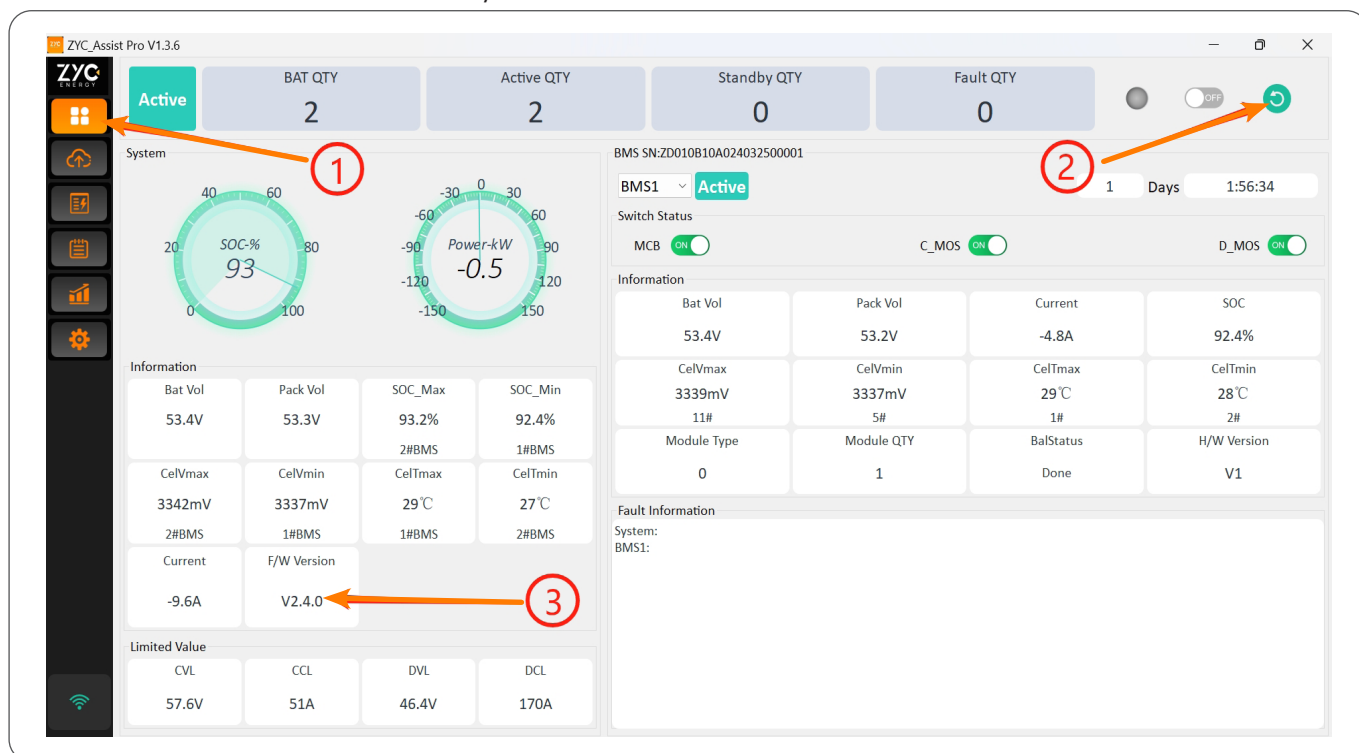 ZYC ZYC_Assist Pro V1.3.6
ZYC
ENERGY
Active
BAT QTY
2
Active QTY
2
Standby QTY
0
Fault QTY
0
OFF
1
2
System
40 60
20 80
0 100
SOC-%
93
-30 0 30
-60 60
-90 90
-120 120
-150 150
Power-kW
-0.5
Information
Bat Vol Pack Vol SOC_Max SOC_Min
53.4V 53.3V 93.2% 92.4%
2#BMS 1#BMS
CelVmax CelVmin CelTmax CelTmin
3342mV 3337mV 29℃ 27℃
2#BMS 1#BMS 1#BMS 2#BMS
Current F/W Version
-9.6A V2.4.0
3
Limited Value
CVL CCL DVL DCL
57.6V 51A 46.4V 170A
BMS SN:ZD010B10A024032500001
BMS1 Active 1 Days 1:56:34
Switch Status
MCB ON C_MOS ON D_MOS ON
Information
Bat Vol Pack Vol Current SOC
53.4V 53.2V -4.8A 92.4%
CelVmax CelVmin CelTmax CelTmin
3339mV 3337mV 29℃ 28℃
11# 5# 1# 2#
Module Type Module QTY BalStatus H/W Version
0 1 Done V1
Fault Information
System:
BMS1: